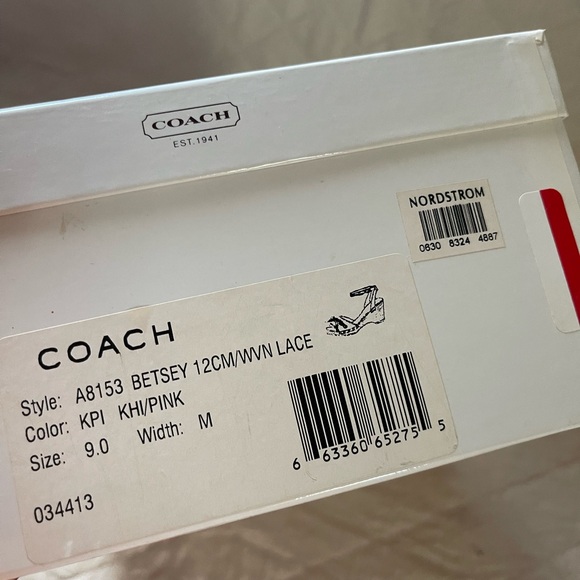 COACH
EST. 1941
NORDSTROM
0630 8324 4887
COACH
Style: A8153 BETSEY 12CM/WVN LACE
Color: KPI KHI/PINK
Size: 9.0 Width: M
6 63360 65275 5
034413